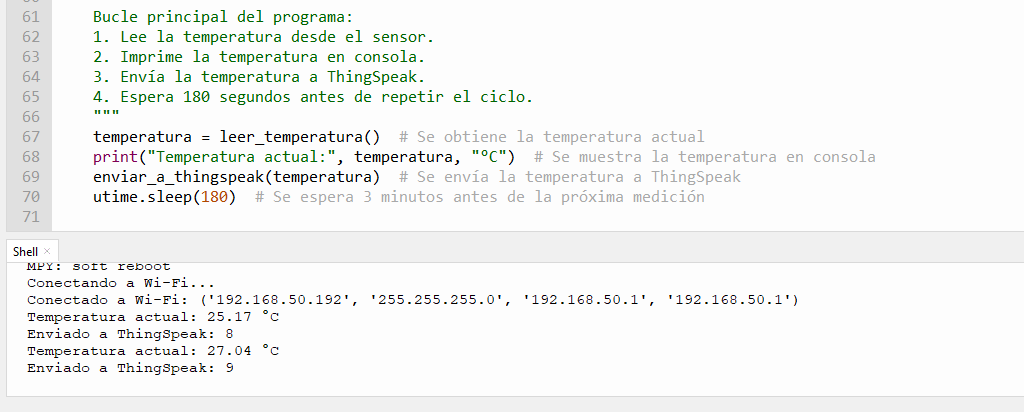 61 Bucle principal del programa:
62 1. Lee la temperatura desde el sensor.
63 2. Imprime la temperatura en consola.
64 3. Envía la temperatura a ThingSpeak.
65 4. Espera 180 segundos antes de repetir el ciclo.
66 """
67 temperatura = leer_temperatura()  # Se obtiene la temperatura actual
68 print("Temperatura actual:", temperatura, "°C")  # Se muestra la temperatura en consola
69 enviar_a_thingspeak(temperatura)  # Se envía la temperatura a ThingSpeak
70 utime.sleep(180)  # Se espera 3 minutos antes de la próxima medición
71
Shell ×
MPY: soft reboot
Conectando a Wi-Fi...
Conectado a Wi-Fi: ('192.168.50.192', '255.255.255.0', '192.168.50.1', '192.168.50.1')
Temperatura actual: 25.17 °C
Enviado a ThingSpeak: 8
Temperatura actual: 27.04 °C
Enviado a ThingSpeak: 9